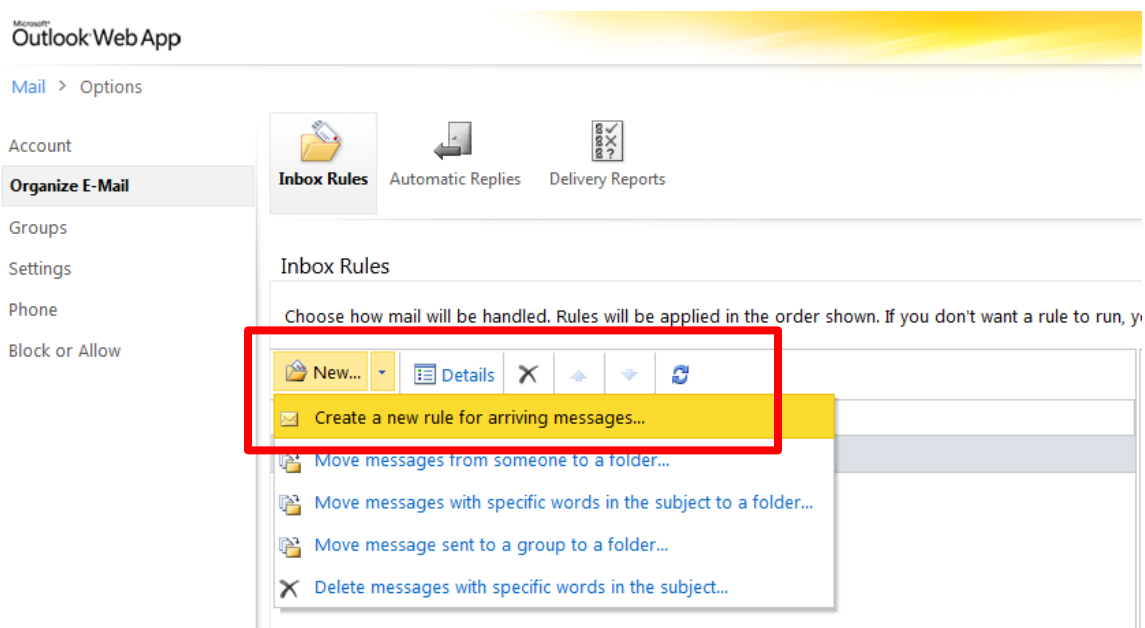 Microsoft®
Outlook Web App
Mail > Options
Account
Organize E-Mail
Groups
Settings
Phone
Block or Allow
Inbox Rules
Automatic Replies
Delivery Reports
Inbox Rules
Choose how mail will be handled. Rules will be applied in the order shown. If you don't want a rule to run,
New...
Details
Create a new rule for arriving messages...
Move messages from someone to a folder...
Move messages with specific words in the subject to a folder...
Move message sent to a group to a folder...
Delete messages with specific words in the subject...